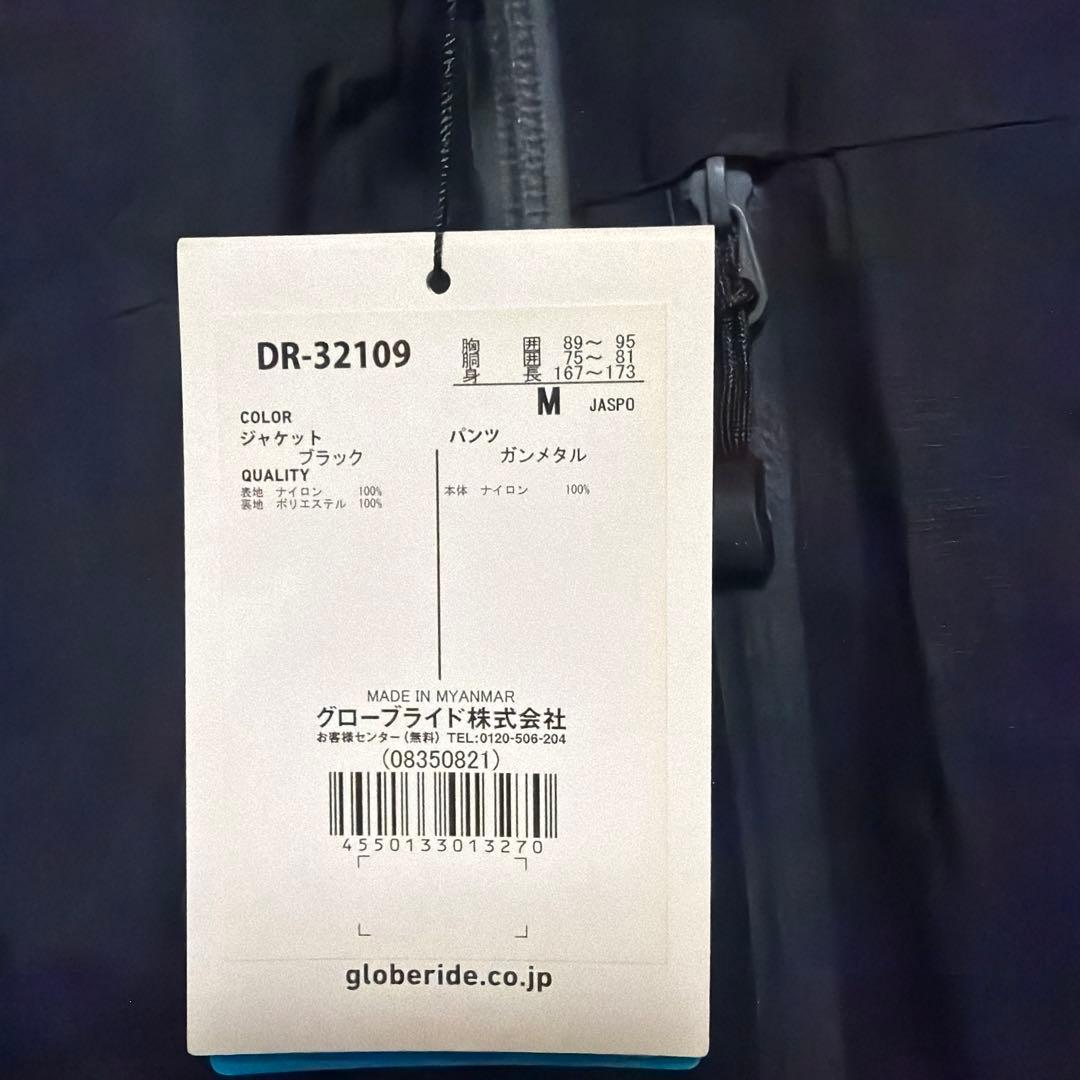 DR-32109
胸 囲 89〜 95
胴 囲 75〜 81
身 長 167〜173
M JASPO
COLOR
ジャケット パンツ
ブラック ガンメタル
QUALITY
表地 ナイロン 100% 本体 ナイロン 100%
裏地 ポリエステル 100%
MADE IN MYANMAR
グローブライド株式会社
お客様センター(無料) TEL:0120-506-204
(08350821)
4550133013270
globeride.co.jp